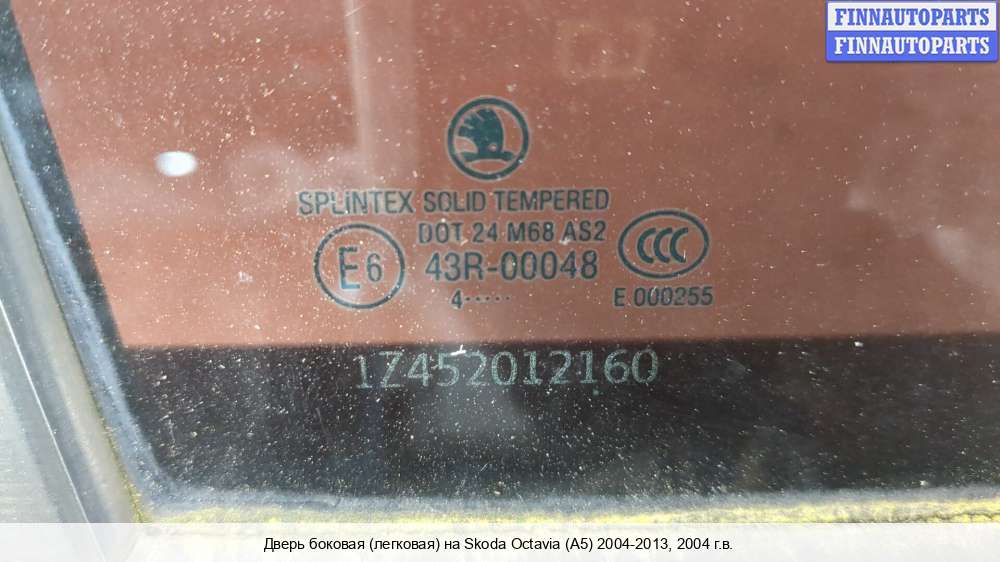 FINNAUTOPARTS
FINNAUTOPARTS
SPLINTEX SOLID TEMPERED
DOT 24 M68 AS2
E6 43R-00048 CCC
4·····
E 000255
1Z452012160
Дверь боковая (легковая) на Skoda Octavia (A5) 2004-2013, 2004 г.в.